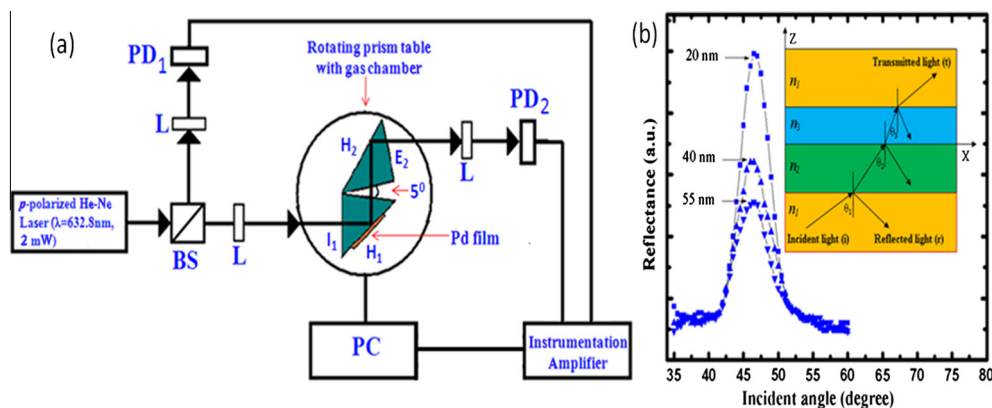 (a)
PD1
L
Rotating prism table
with gas chamber
PD2
H2
E2
L
5⁰
p-polarized He-Ne
Laser (λ=632.8nm,
2 mW)
BS
L
I1
H1
Pd film
PC
Instrumentation
Amplifier
(b)
Z
20 nm
n1
Transmitted light (t)
n3
θ3
X
40 nm
n2
θ2
55 nm
n1
θ1
Incident light (i)
Reflected light (r)
Reflectance (a.u.)
35 40 45 50 55 60 65 70 75 80
Incident angle (degree)